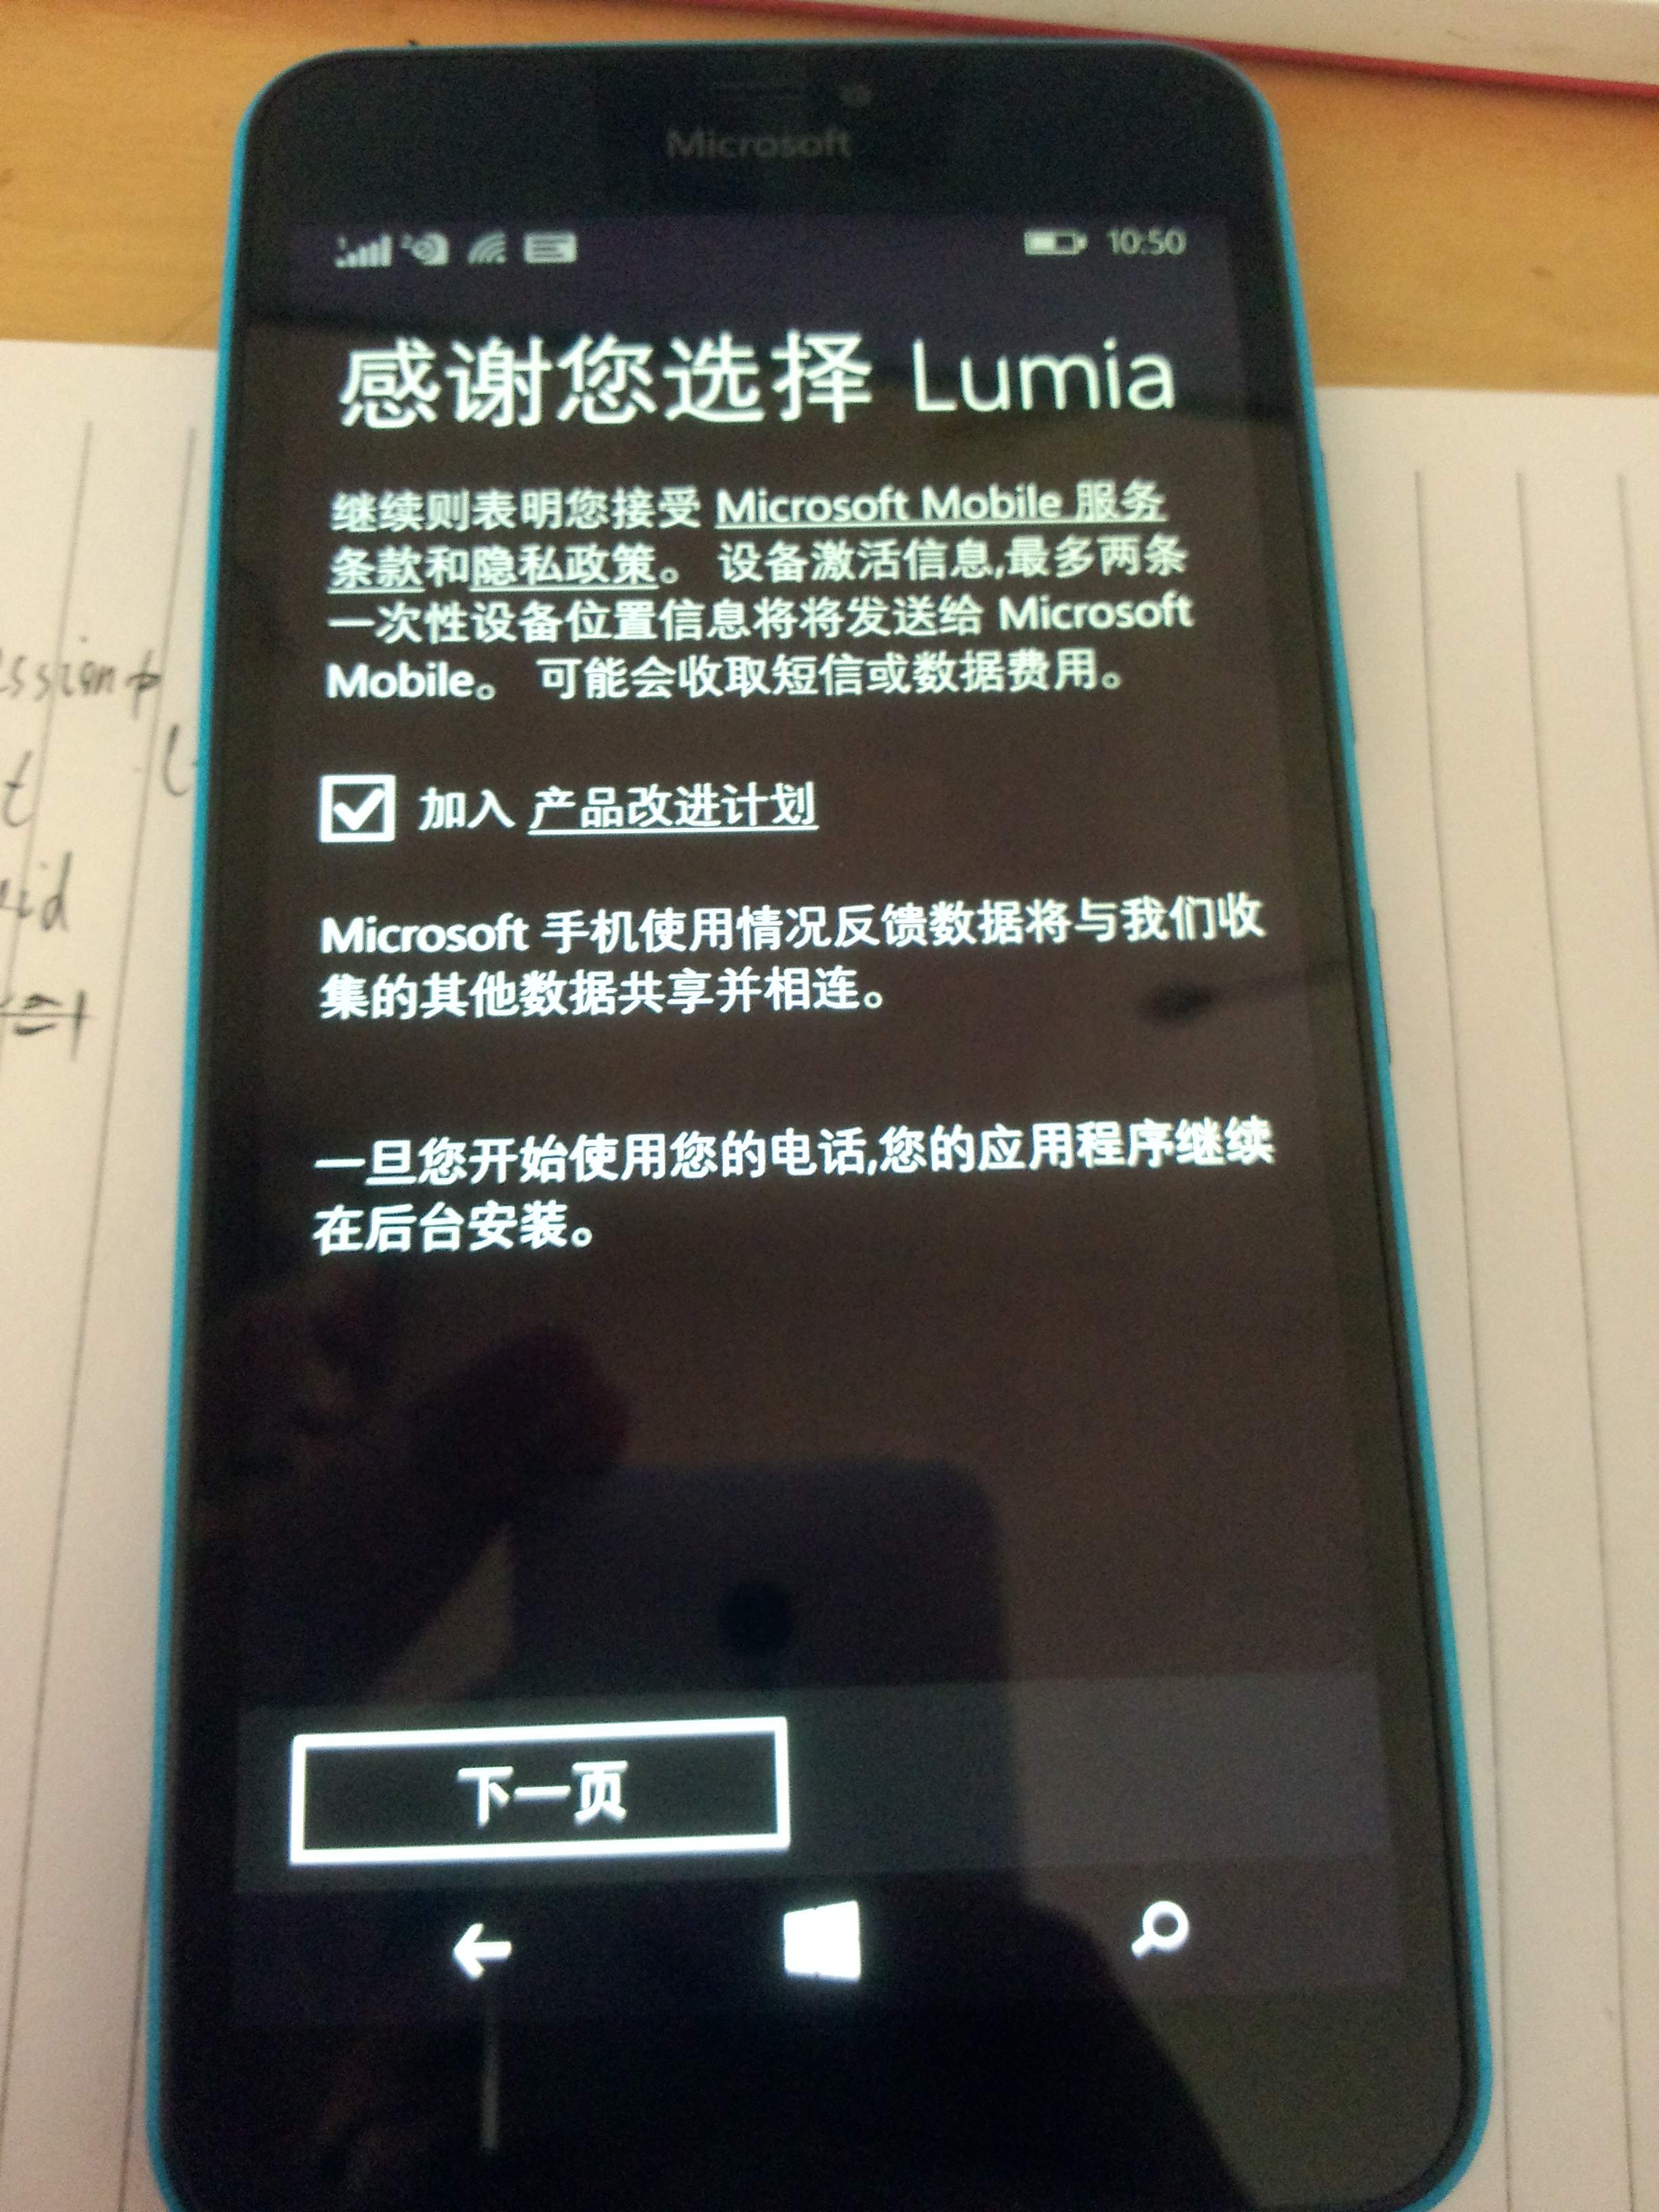 Microsoft
10:50
感谢您选择 Lumia
继续则表明您接受 Microsoft Mobile 服务
条款和隐私政策。 设备激活信息,最多两条
一次性设备位置信息将将发送给 Microsoft
Mobile。 可能会收取短信或数据费用。
加入 产品改进计划
Microsoft 手机使用情况反馈数据将与我们收
集的其他数据共享并相连。
一旦您开始使用您的电话,您的应用程序继续
在后台安装。
下一页